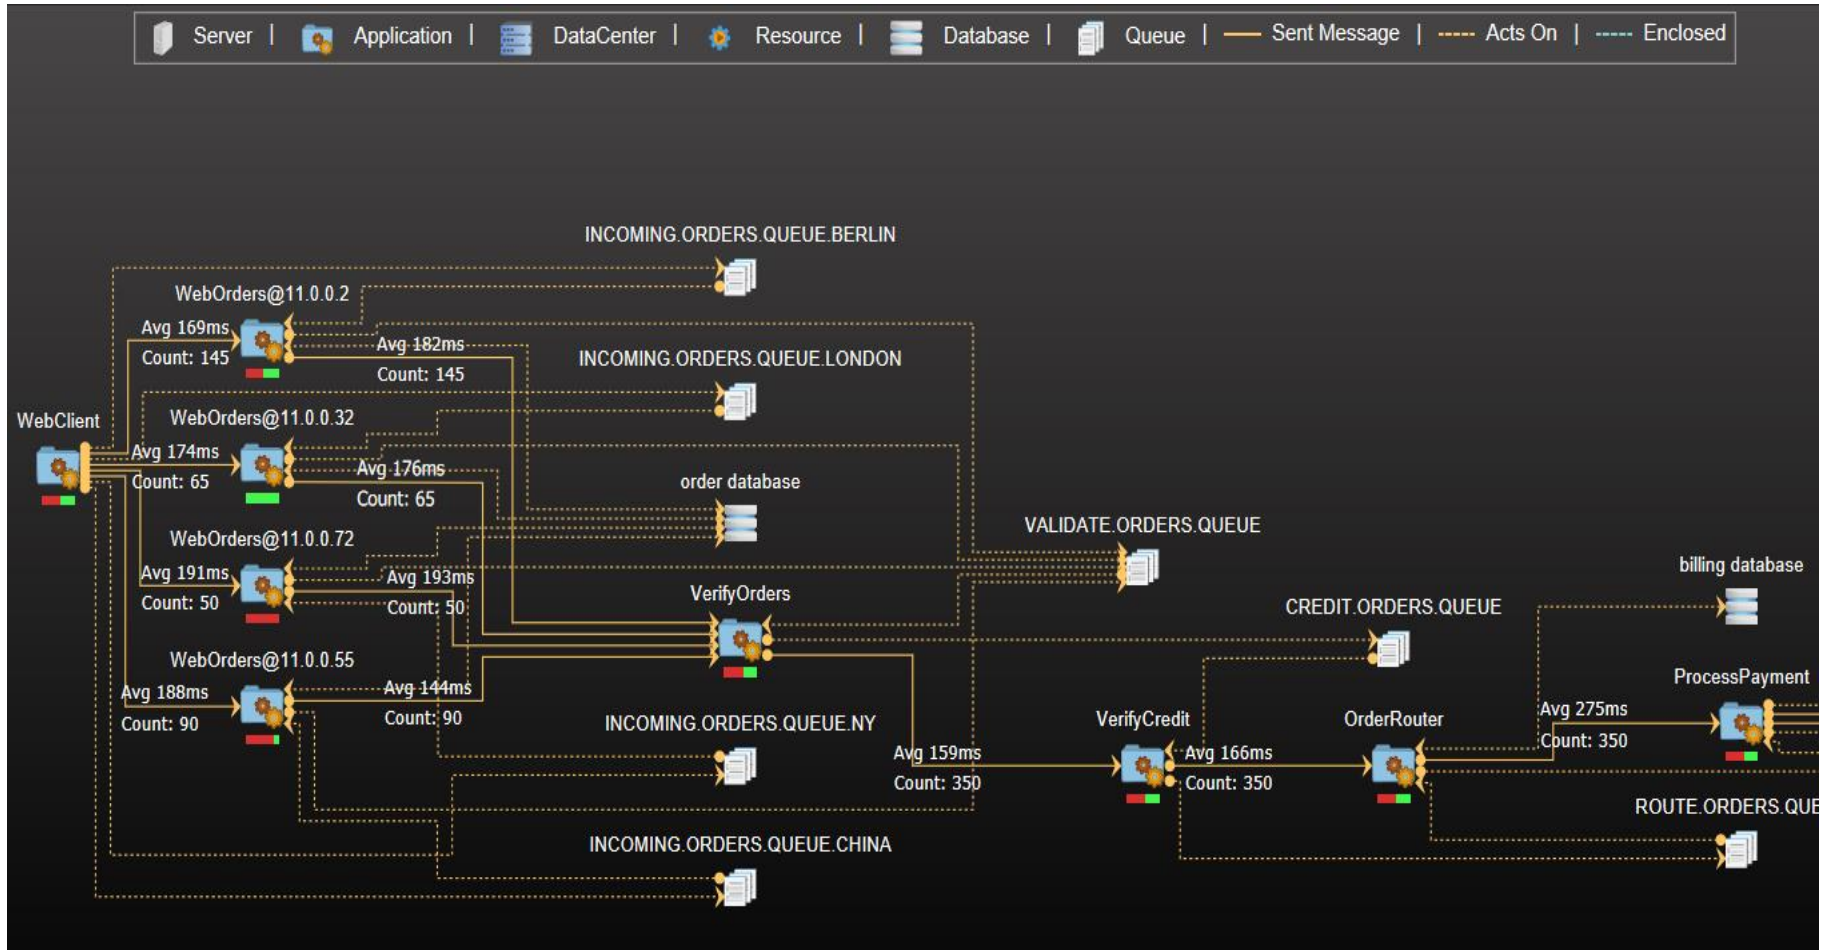 Server | Application | DataCenter | Resource | Database | Queue | Sent Message | Acts On | Enclosed
INCOMING.ORDERS.QUEUE.BERLIN
WebOrders@11.0.0.2
Avg 169ms
Count: 145
Avg 182ms
Count: 145
INCOMING.ORDERS.QUEUE.LONDON
WebClient
WebOrders@11.0.0.32
Avg 174ms
Count: 65
Avg 176ms
Count: 65
order database
VALIDATE.ORDERS.QUEUE
WebOrders@11.0.0.72
Avg 191ms
Count: 50
Avg 193ms
Count: 50
VerifyOrders
billing database
CREDIT.ORDERS.QUEUE
WebOrders@11.0.0.55
Avg 188ms
Count: 90
Avg 144ms
Count: 90
INCOMING.ORDERS.QUEUE.NY
VerifyCredit
Avg 159ms
Count: 350
Avg 166ms
Count: 350
OrderRouter
Avg 275ms
Count: 350
ProcessPayment
ROUTE.ORDERS.QUE
INCOMING.ORDERS.QUEUE.CHINA